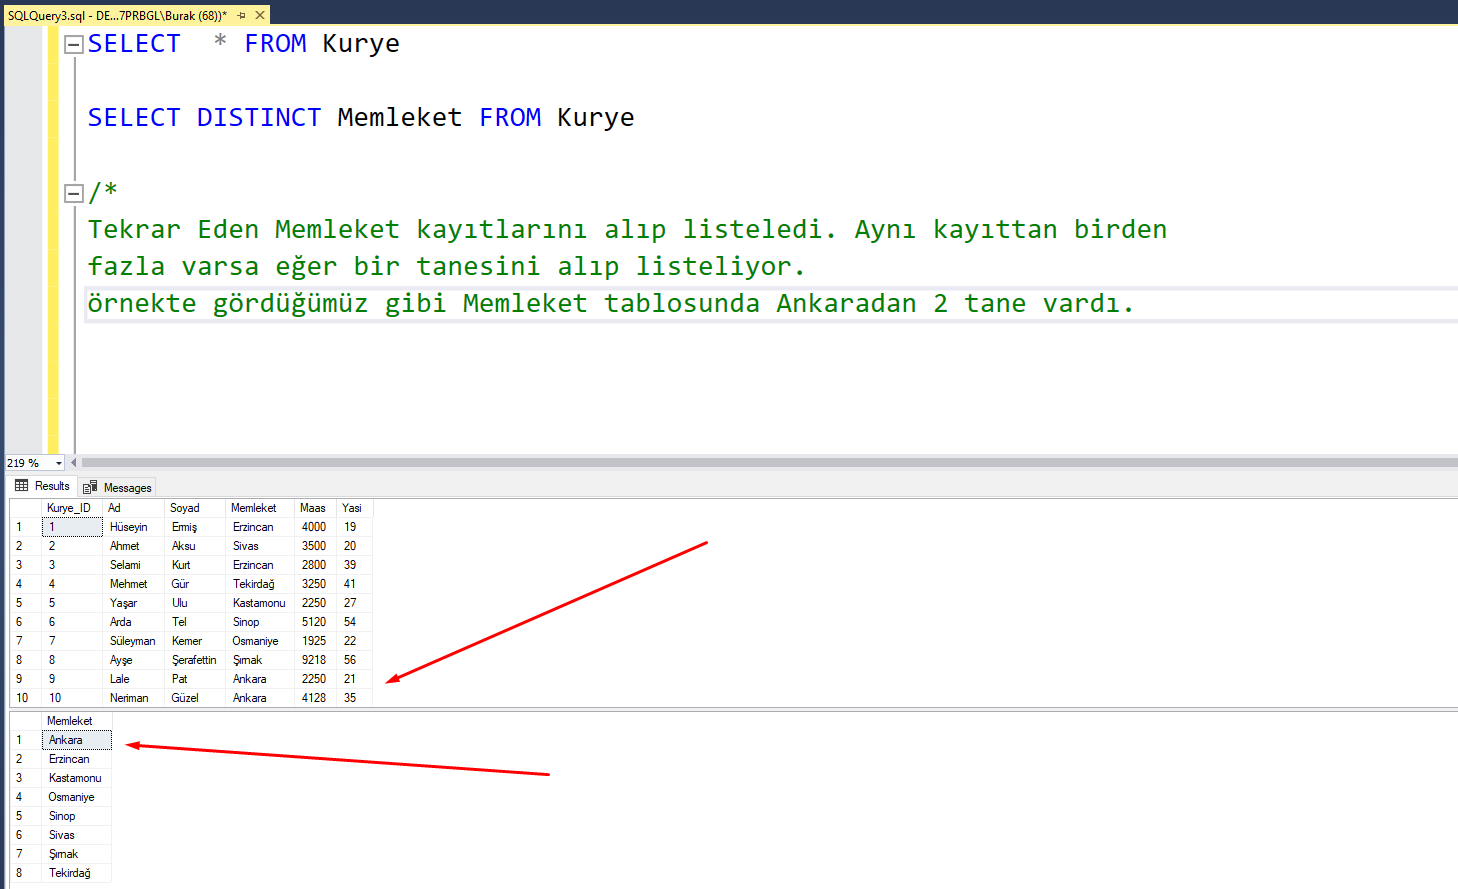 SQLQuery3.sql - DE...7PRBGL\Burak (68))*
SELECT * FROM Kurye
SELECT DISTINCT Memleket FROM Kurye
/*
Tekrar Eden Memleket kayıtlarını alıp listeledi. Aynı kayıttan birden
fazla varsa eğer bir tanesini alıp listeliyor.
örnekte gördüğümüz gibi Memleket tablosunda Ankaradan 2 tane vardı.
219 %
Results Messages
Kurye_ID Ad Soyad Memleket Maas Yasi
1 1 Hüseyin Ermiş Erzincan 4000 19
2 2 Ahmet Aksu Sivas 3500 20
3 3 Selami Kurt Erzincan 2800 39
4 4 Mehmet Gür Tekirdağ 3250 41
5 5 Yaşar Ulu Kastamonu 2250 27
6 6 Arda Tel Sinop 5120 54
7 7 Süleyman Kemer Osmaniye 1925 22
8 8 Ayşe Şerafettin Şırnak 9218 56
9 9 Lale Pat Ankara 2250 21
10 10 Neriman Güzel Ankara 4128 35
Memleket
1 Ankara
2 Erzincan
3 Kastamonu
4 Osmaniye
5 Sinop
6 Sivas
7 Şırnak
8 Tekirdağ